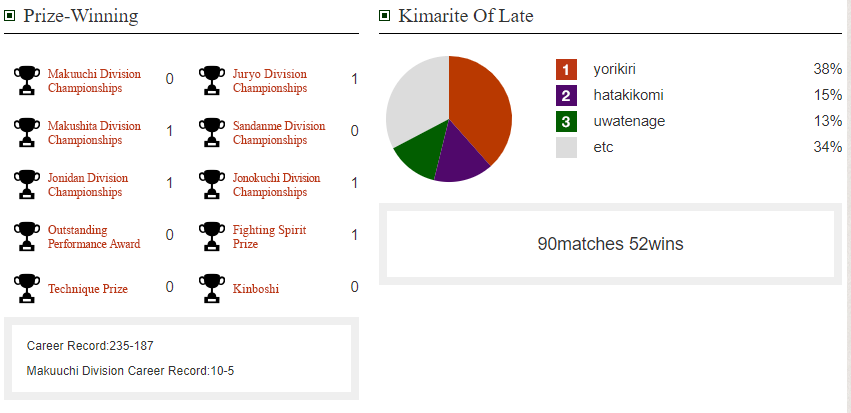 Prize-Winning
Makuuchi Division Championships 0
Juryo Division Championships 1
Makushita Division Championships 1
Sandanme Division Championships 0
Jonidan Division Championships 1
Jonokuchi Division Championships 1
Outstanding Performance Award 0
Fighting Spirit Prize 1
Technique Prize 0
Kinboshi 0
Career Record:235-187
Makuuchi Division Career Record:10-5
Kimarite Of Late
1 yorikiri 38%
2 hatakikomi 15%
3 uwatenage 13%
etc 34%
90matches 52wins